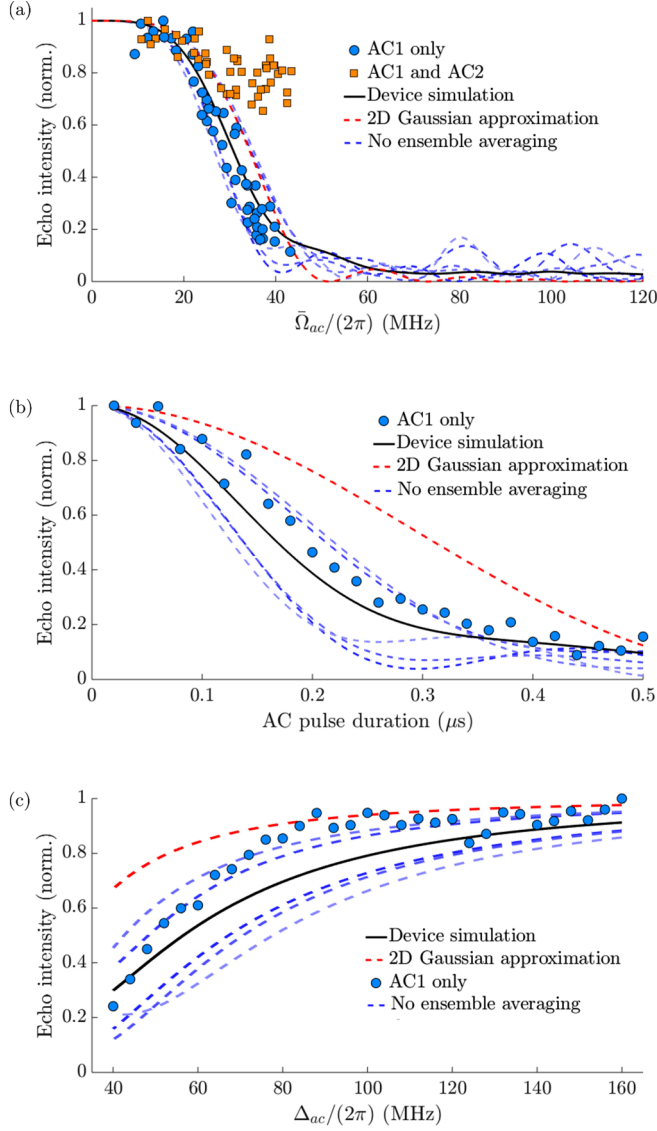 (a)
1
0.8
0.6
0.4
0.2
0
Echo intensity (norm.)
AC1 only
AC1 and AC2
Device simulation
2D Gaussian approximation
No ensemble averaging
0 20 40 60 80 100 120
Ω̄ac/(2π) (MHz)
(b)
1
0.8
0.6
0.4
0.2
0
Echo intensity (norm.)
AC1 only
Device simulation
2D Gaussian approximation
No ensemble averaging
0 0.1 0.2 0.3 0.4 0.5
AC pulse duration (μs)
(c)
1
0.8
0.6
0.4
0.2
0
Echo intensity (norm.)
Device simulation
2D Gaussian approximation
AC1 only
No ensemble averaging
40 60 80 100 120 140 160
Δac/(2π) (MHz)